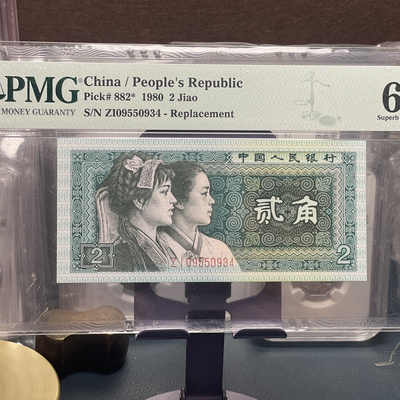 PMG
MONEY GUARANTY
China / People's Republic
Pick# 882* 1980 2 Jiao
S/N ZI09550934 - Replacement
6
Superb
中国人民银行
贰角
2
2
ZI09550934